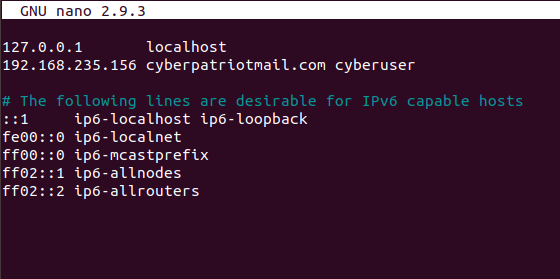 GNU nano 2.9.3
127.0.0.1 localhost
192.168.235.156 cyberpatriotmail.com cyberuser
# The following lines are desirable for IPv6 capable hosts
::1 ip6-localhost ip6-loopback
fe00::0 ip6-localnet
ff00::0 ip6-mcastprefix
ff02::1 ip6-allnodes
ff02::2 ip6-allrouters